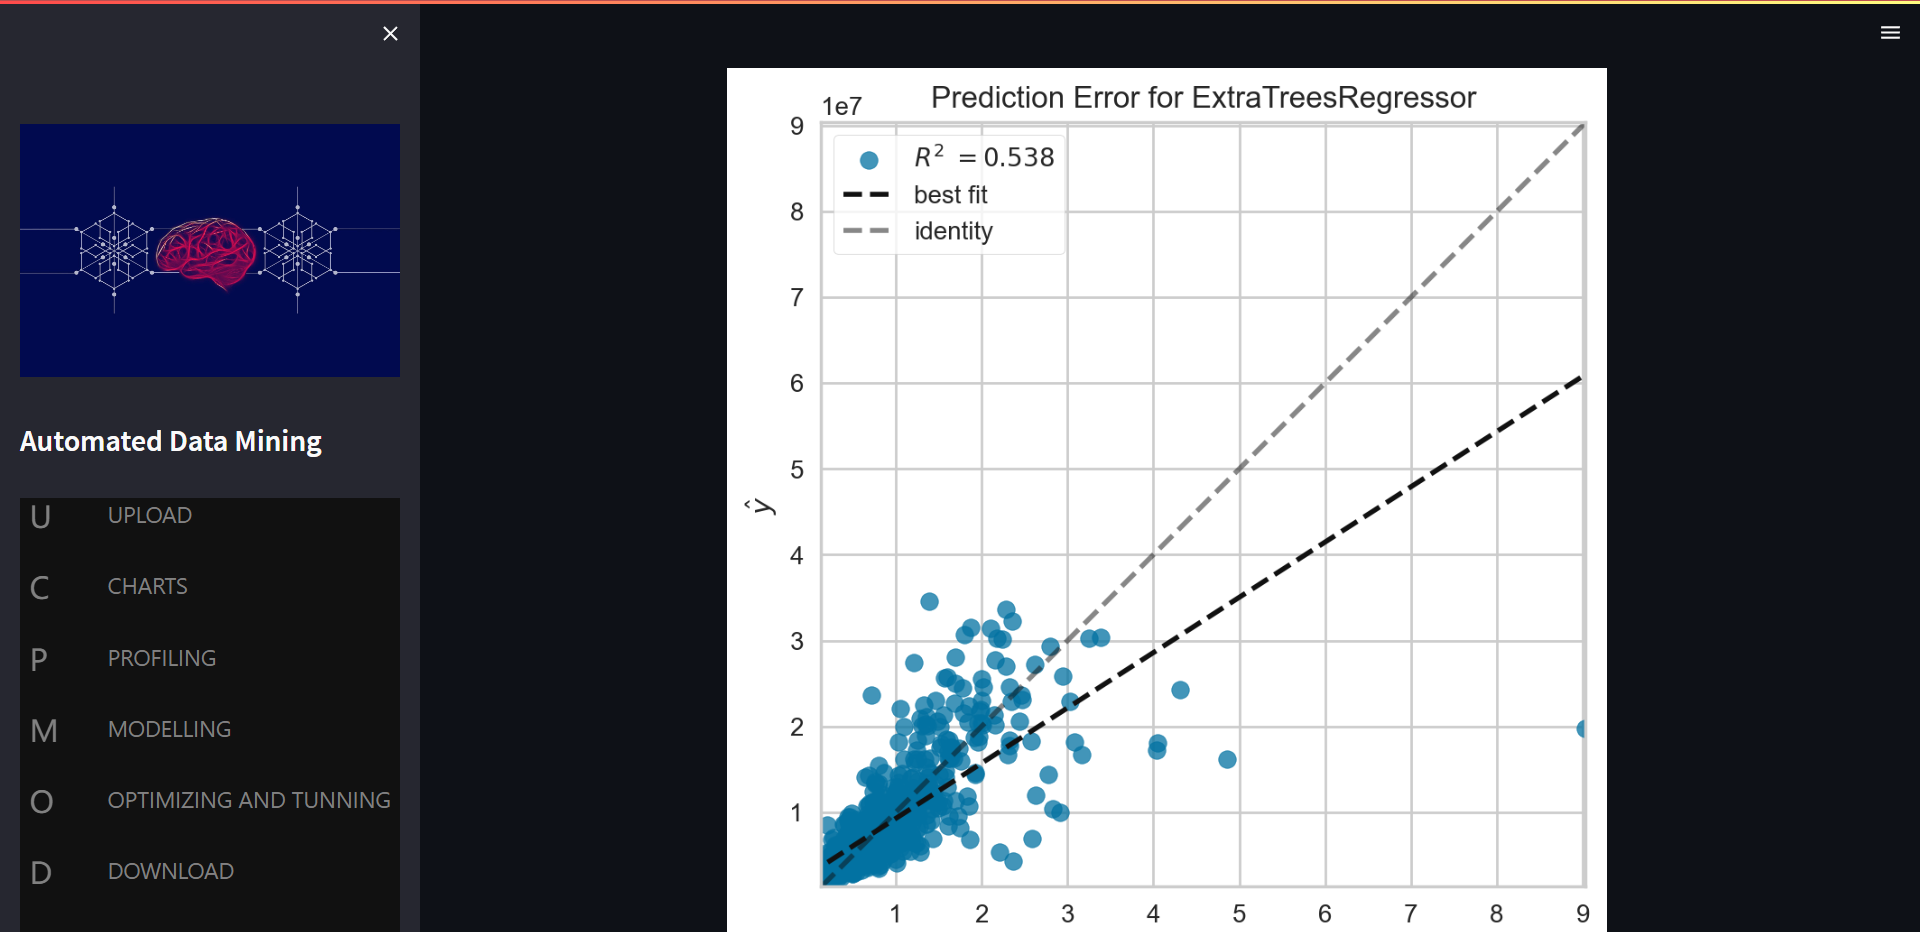 Automated Data Mining
U UPLOAD
C CHARTS
P PROFILING
M MODELLING
O OPTIMIZING AND TUNNING
D DOWNLOAD
Prediction Error for ExtraTreesRegressor
1e7
R² = 0.538
best fit
identity
9
8
7
6
5
4
3
2
1
ŷ
1 2 3 4 5 6 7 8 9